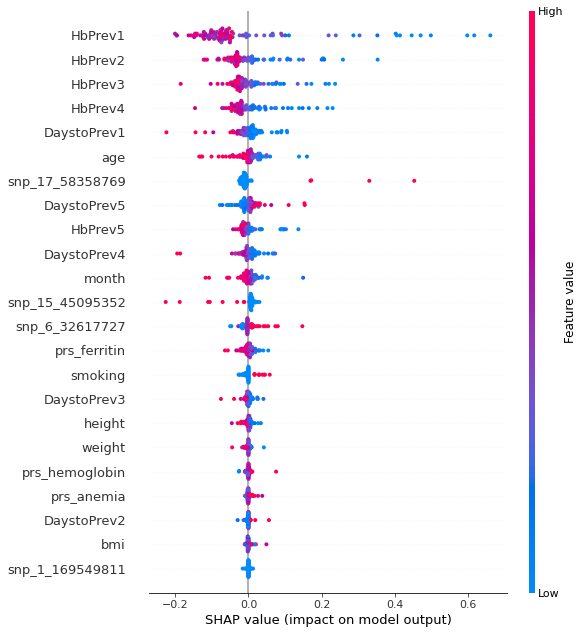 High
HbPrev1
HbPrev2
HbPrev3
HbPrev4
DaystoPrev1
age
snp_17_58358769
DaystoPrev5
HbPrev5
DaystoPrev4
month
snp_15_45095352
snp_6_32617727
prs_ferritin
smoking
DaystoPrev3
height
weight
prs_hemoglobin
prs_anemia
DaystoPrev2
bmi
snp_1_169549811
Feature value
Low
−0.2 0.0 0.2 0.4 0.6
SHAP value (impact on model output)